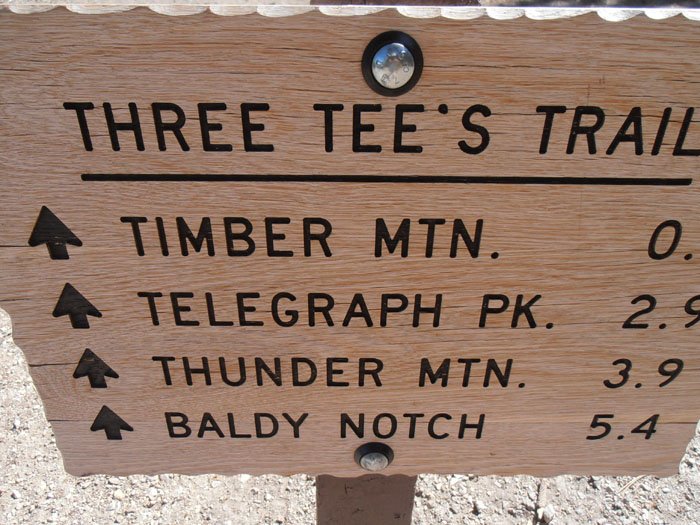 THREE TEE'S TRAIL
TIMBER MTN. 0.
TELEGRAPH PK. 2.9
THUNDER MTN. 3.9
BALDY NOTCH 5.4